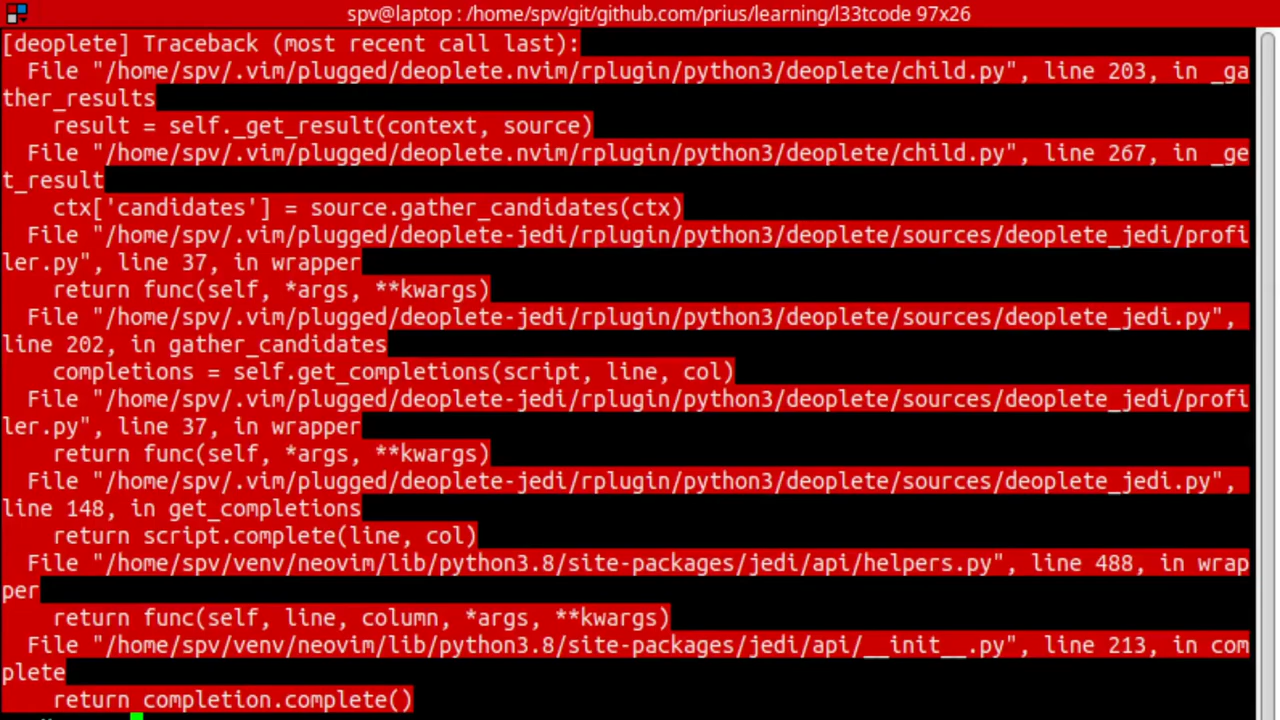 spv@laptop : /home/spv/git/github.com/prius/learning/l33tcode 97x26
[deoplete] Traceback (most recent call last):
  File "/home/spv/.vim/plugged/deoplete.nvim/rplugin/python3/deoplete/child.py", line 203, in _ga
ther_results
    result = self._get_result(context, source)
  File "/home/spv/.vim/plugged/deoplete.nvim/rplugin/python3/deoplete/child.py", line 267, in _ge
t_result
    ctx['candidates'] = source.gather_candidates(ctx)
  File "/home/spv/.vim/plugged/deoplete-jedi/rplugin/python3/deoplete/sources/deoplete_jedi/profi
ler.py", line 37, in wrapper
    return func(self, *args, **kwargs)
  File "/home/spv/.vim/plugged/deoplete-jedi/rplugin/python3/deoplete/sources/deoplete_jedi.py",
line 202, in gather_candidates
    completions = self.get_completions(script, line, col)
  File "/home/spv/.vim/plugged/deoplete-jedi/rplugin/python3/deoplete/sources/deoplete_jedi/profi
ler.py", line 37, in wrapper
    return func(self, *args, **kwargs)
  File "/home/spv/.vim/plugged/deoplete-jedi/rplugin/python3/deoplete/sources/deoplete_jedi.py",
line 148, in get_completions
    return script.complete(line, col)
  File "/home/spv/venv/neovim/lib/python3.8/site-packages/jedi/api/helpers.py", line 488, in wrap
per
    return func(self, line, column, *args, **kwargs)
  File "/home/spv/venv/neovim/lib/python3.8/site-packages/jedi/api/__init__.py", line 213, in com
plete
    return completion.complete()